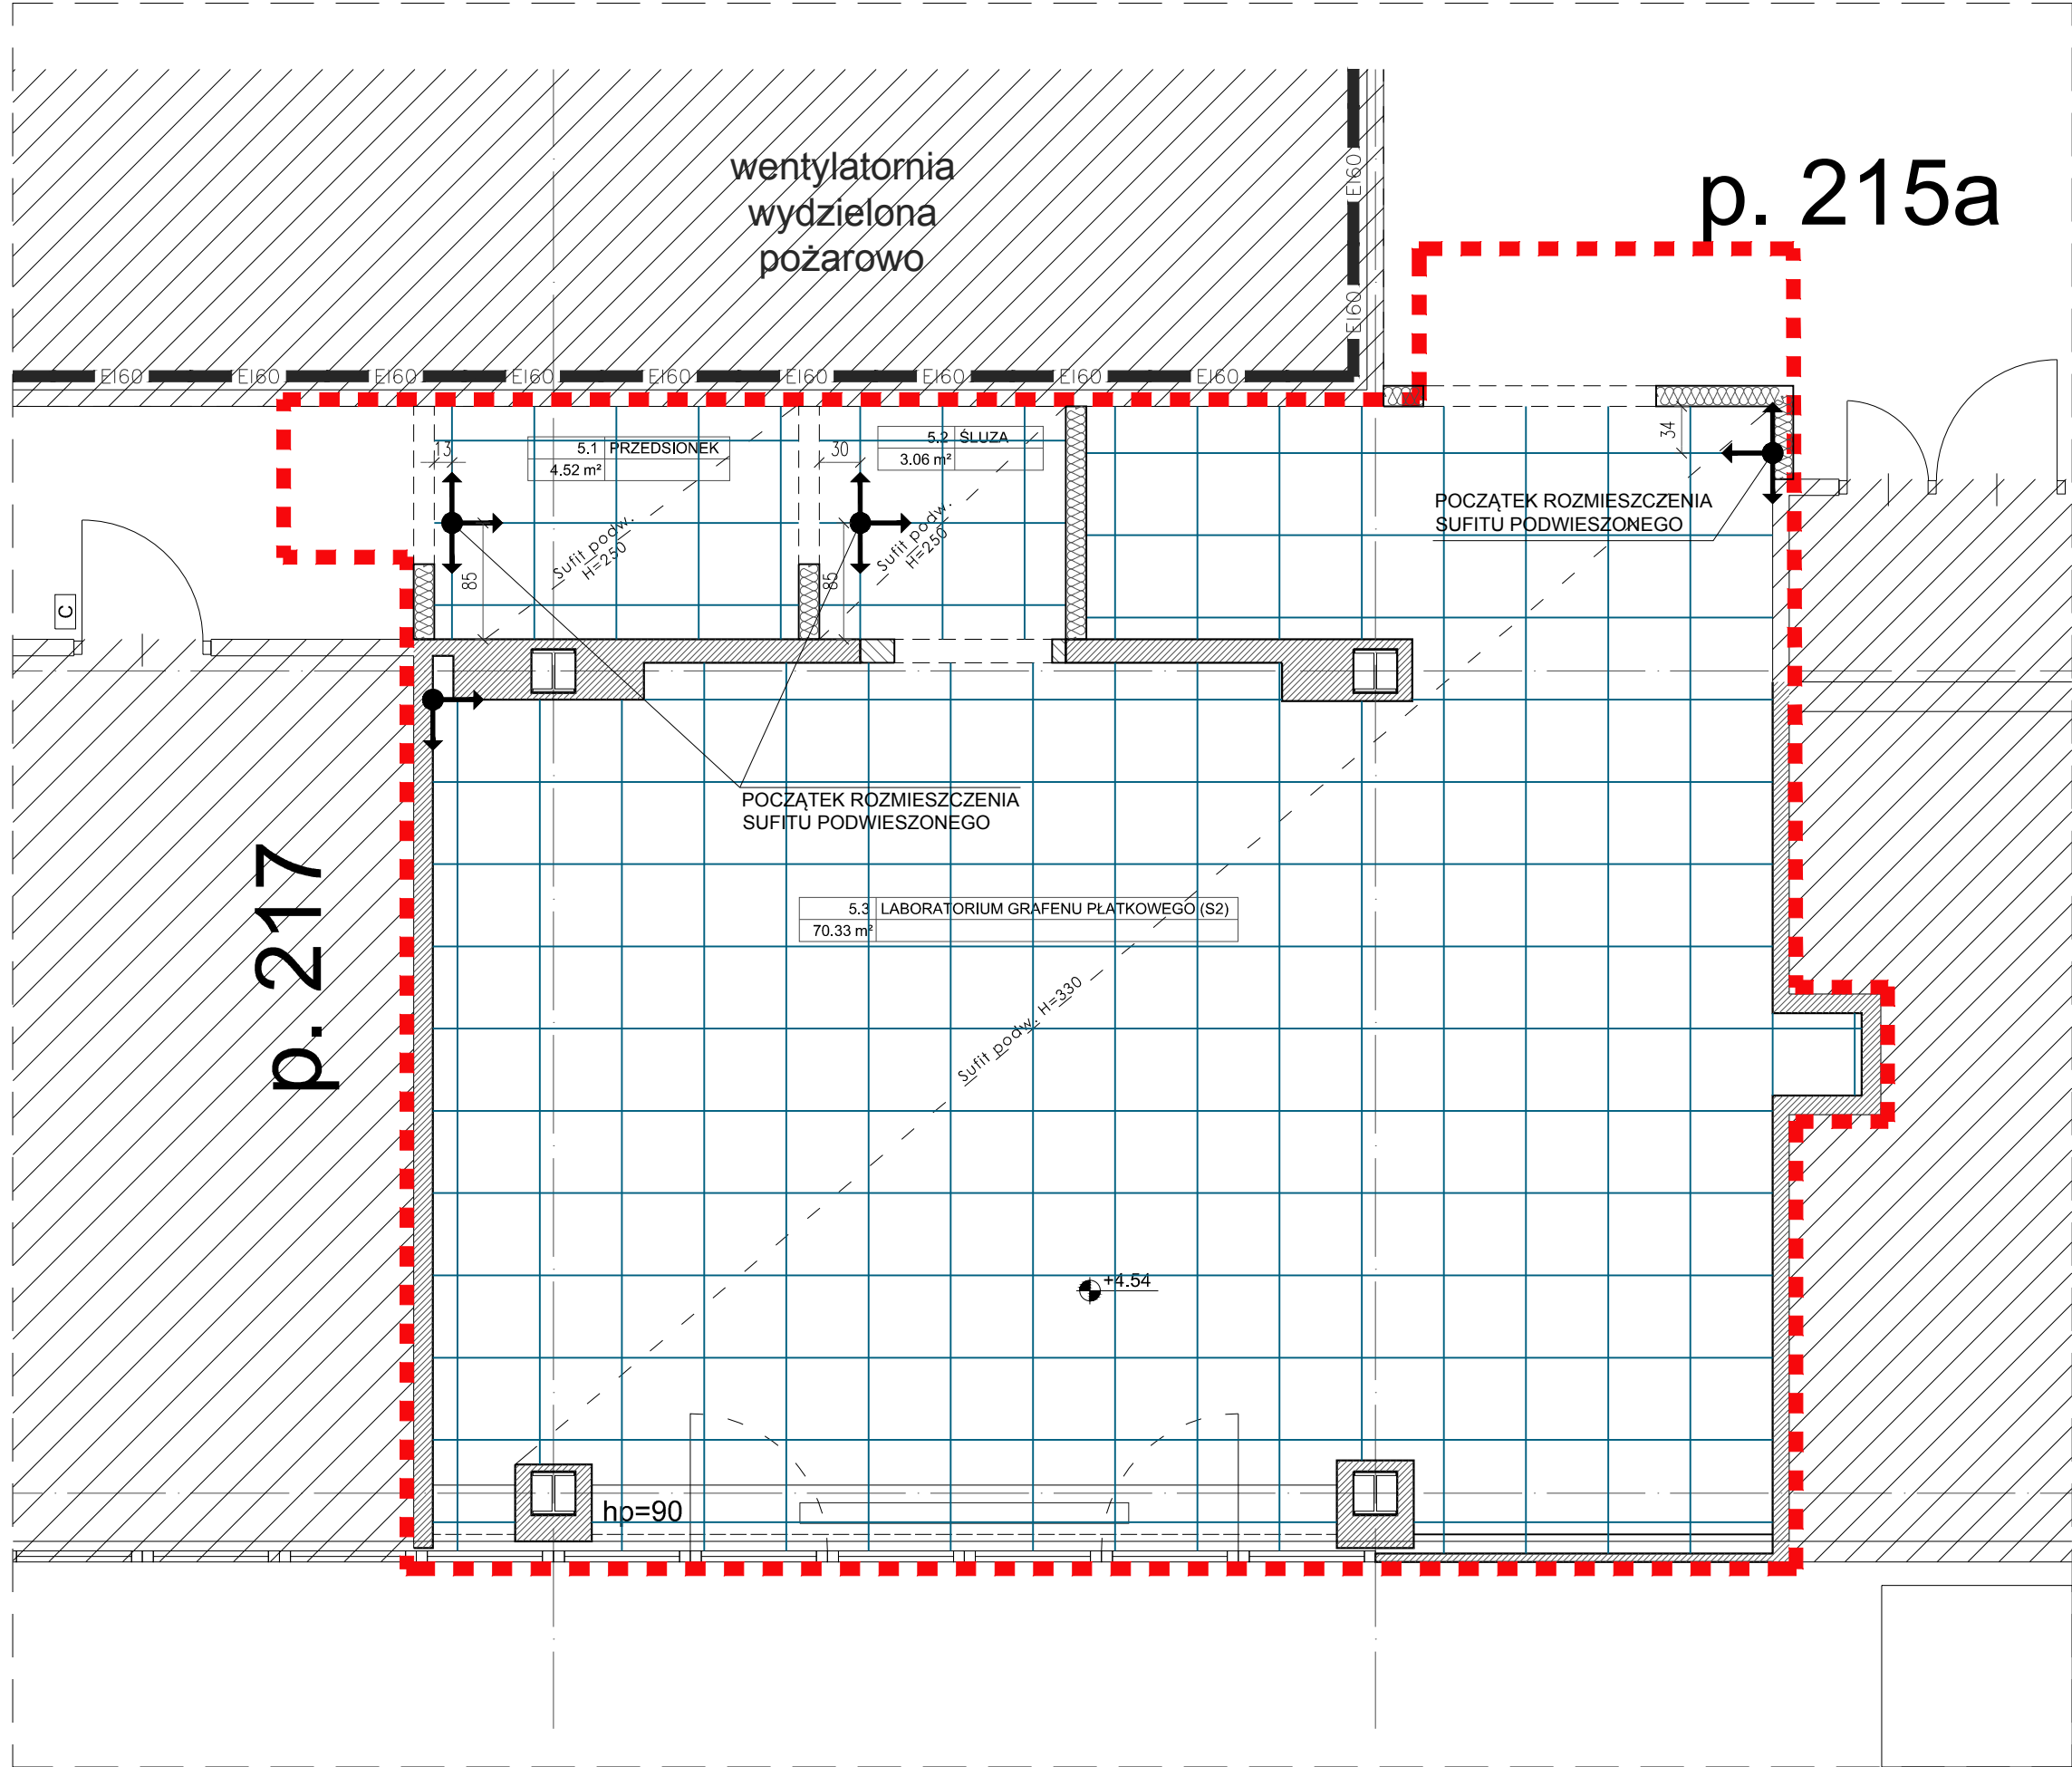 wentylatornia
wydzielona
pożarowo
p. 215a
EI60
EI60
EI60
EI60 EI60 EI60 EI60 EI60 EI60 EI60 EI60 EI60
5.1 PRZEDSIONEK
4.52 m²
5.2 ŚLUZA
3.06 m²
13
30
34
POCZĄTEK ROZMIESZCZENIA
SUFITU PODWIESZONEGO
Sufit podw.
H=250
Sufit podw.
H=250
85
85
C
POCZĄTEK ROZMIESZCZENIA
SUFITU PODWIESZONEGO
p. 217
5.3 LABORATORIUM GRAFENU PŁATKOWEGO (S2)
70.33 m²
Sufit podw. H=330
+4.54
hp=90